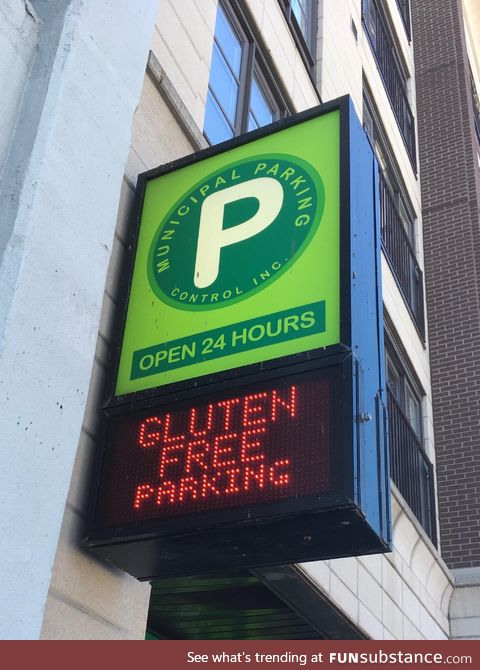 MUNICIPAL PARKING
P
CONTROL INC.
OPEN 24 HOURS
GLUTEN
FREE
PARKING
See what's trending at FUNsubstance.com